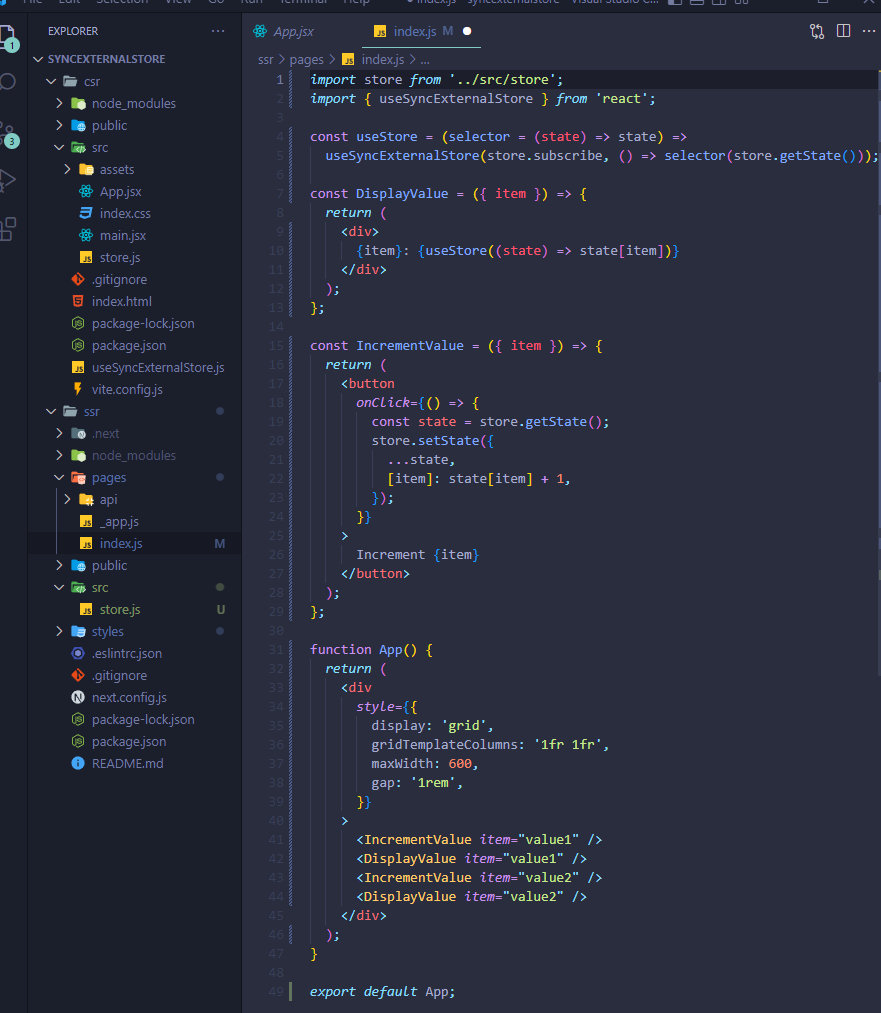 File Edit Selection View Go Run Terminal Help
index.js - syncexternalstore - Visual Studio C...
EXPLORER
App.jsx
index.js M
1
SYNCEXTERNALSTORE
ssr > pages > index.js > ...
csr
node_modules
public
3
src
assets
App.jsx
index.css
main.jsx
store.js
.gitignore
index.html
package-lock.json
package.json
useSyncExternalStore.js
vite.config.js
ssr
.next
node_modules
pages
api
_app.js
index.js M
public
src
store.js U
styles
.eslintrc.json
.gitignore
next.config.js
package-lock.json
package.json
README.md
1 import store from '../src/store';
2 import { useSyncExternalStore } from 'react';
3
4 const useStore = (selector = (state) => state) =>
5 useSyncExternalStore(store.subscribe, () => selector(store.getState()));
6
7 const DisplayValue = ({ item }) => {
8 return (
9 <div>
10 {item}: {useStore((state) => state[item])}
11 </div>
12 );
13 };
14
15 const IncrementValue = ({ item }) => {
16 return (
17 <button
18 onClick={() => {
19 const state = store.getState();
20 store.setState({
21 ...state,
22 [item]: state[item] + 1,
23 });
24 }}
25 >
26 Increment {item}
27 </button>
28 );
29 };
30
31 function App() {
32 return (
33 <div
34 style={{
35 display: 'grid',
36 gridTemplateColumns: '1fr 1fr',
37 maxWidth: 600,
38 gap: '1rem',
39 }}
40 >
41 <IncrementValue item="value1" />
42 <DisplayValue item="value1" />
43 <IncrementValue item="value2" />
44 <DisplayValue item="value2" />
45 </div>
46 );
47 }
48
49 export default App;